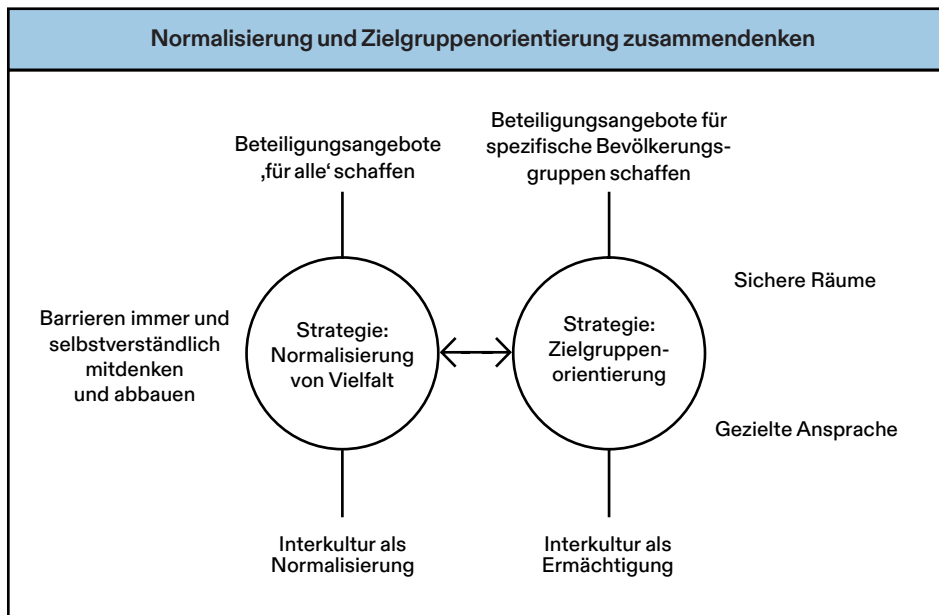 Normalisierung und Zielgruppenorientierung zusammendenken
Beteiligungsangebote
‚für alle‘ schaffen
Beteiligungsangebote für
spezifische Bevölkerungs-
gruppen schaffen
Barrieren immer und
selbstverständlich
mitdenken
und abbauen
Strategie:
Normalisierung
von Vielfalt
Strategie:
Zielgruppen-
orientierung
Sichere Räume
Gezielte Ansprache
Interkultur als
Normalisierung
Interkultur als
Ermächtigung